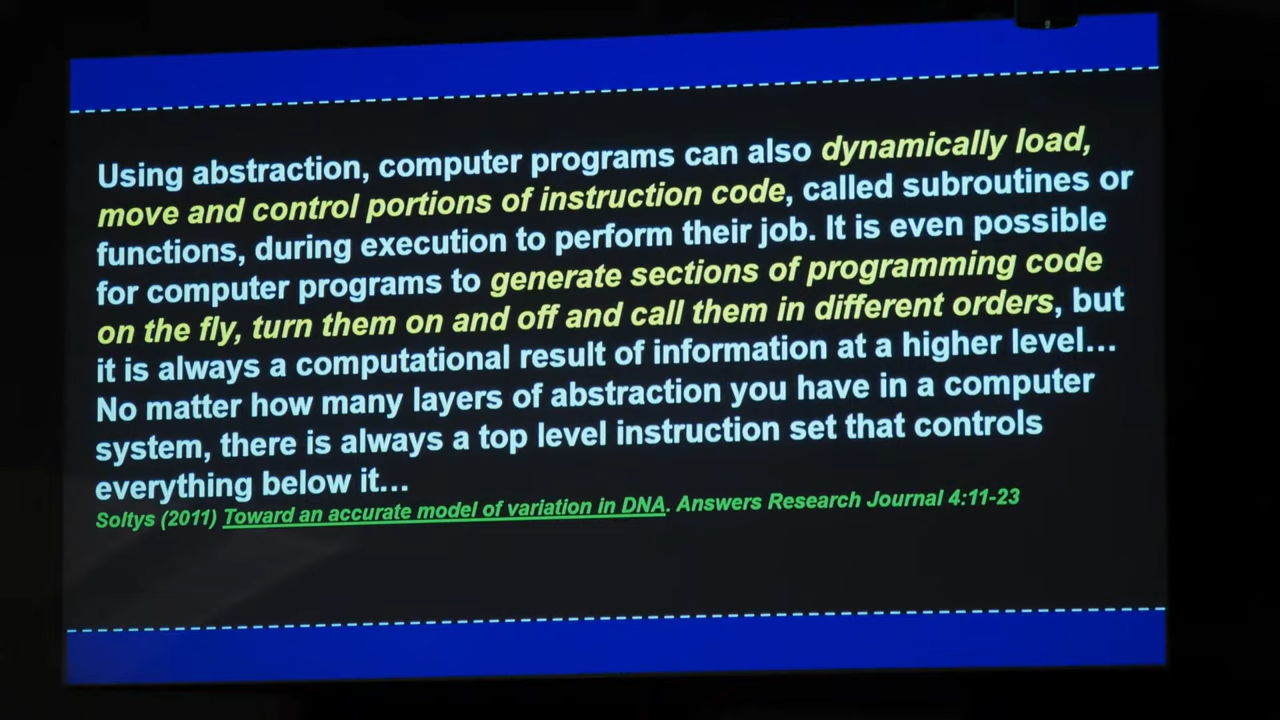 Using abstraction, computer programs can also dynamically load,
move and control portions of instruction code, called subroutines or
functions, during execution to perform their job. It is even possible
for computer programs to generate sections of programming code
on the fly, turn them on and off and call them in different orders, but
it is always a computational result of information at a higher level...
No matter how many layers of abstraction you have in a computer
system, there is always a top level instruction set that controls
everything below it...
Soltys (2011) Toward an accurate model of variation in DNA. Answers Research Journal 4:11-23